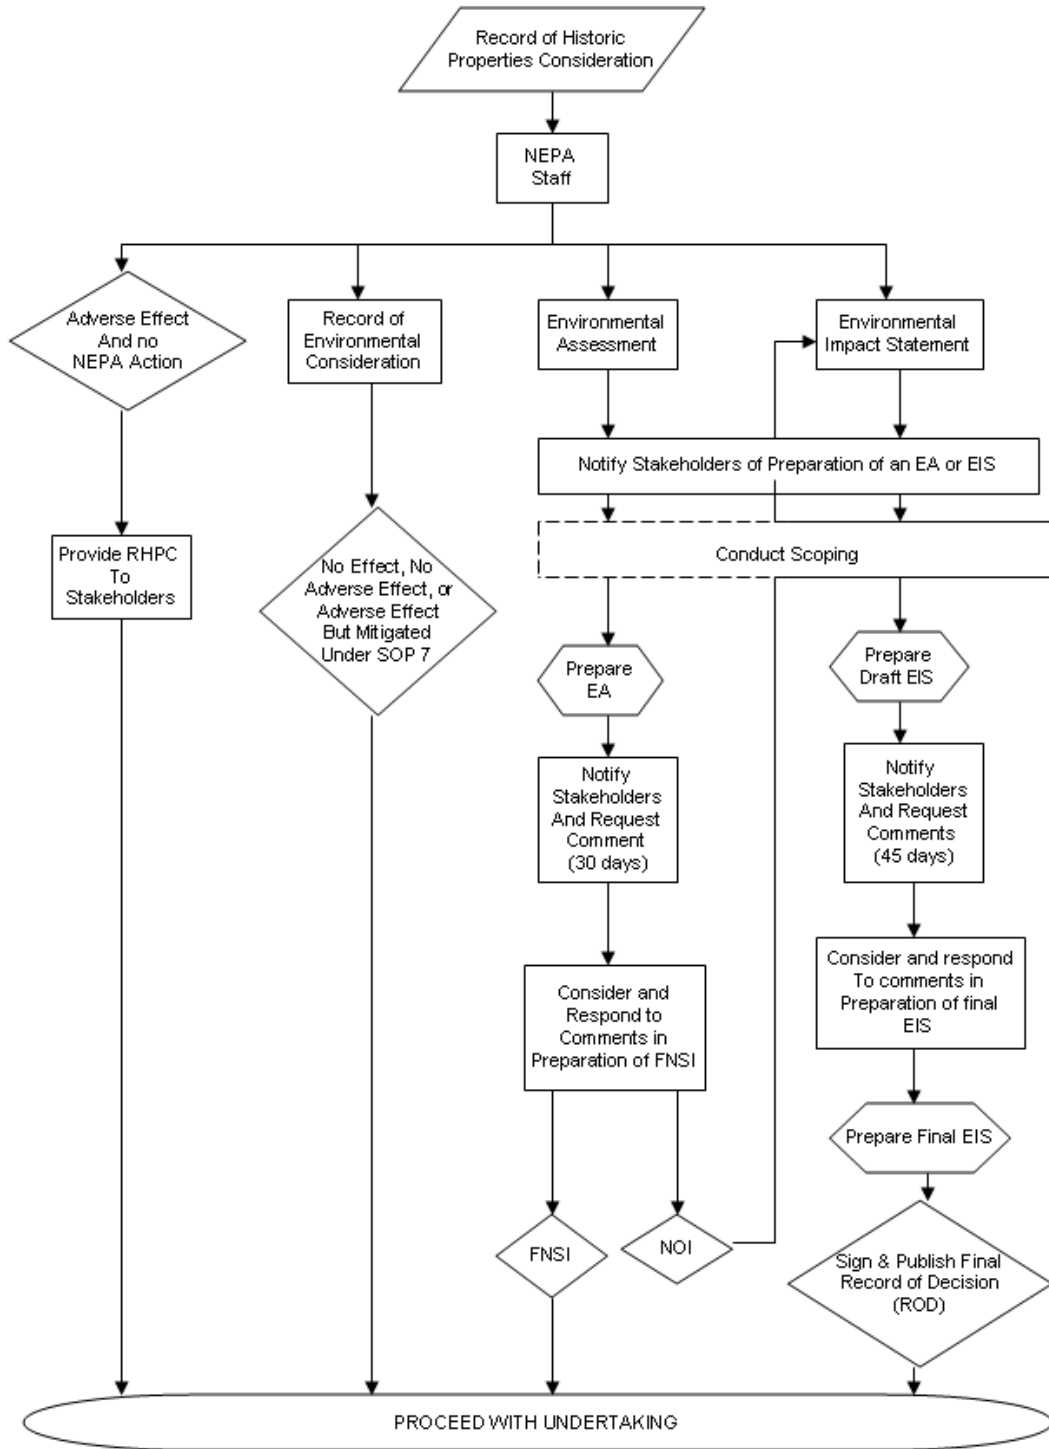 Record of Historic
Properties Consideration
NEPA
Staff
Adverse Effect
And no
NEPA Action
Record of
Environmental
Consideration
Environmental
Assessment
Environmental
Impact Statement
Notify Stakeholders of Preparation of an EA or EIS
Conduct Scoping
Provide RHPC
To
Stakeholders
No Effect, No
Adverse Effect, or
Adverse Effect
But Mitigated
Under SOP 7
Prepare
EA
Prepare
Draft EIS
Notify
Stakeholders
And Request
Comment
(30 days)
Notify
Stakeholders
And Request
Comments
(45 days)
Consider and
Respond to
Comments in
Preparation of FNSI
Consider and respond
To comments in
Preparation of final
EIS
Prepare Final EIS
FNSI
NOI
Sign & Publish Final
Record of Decision
(ROD)
PROCEED WITH UNDERTAKING